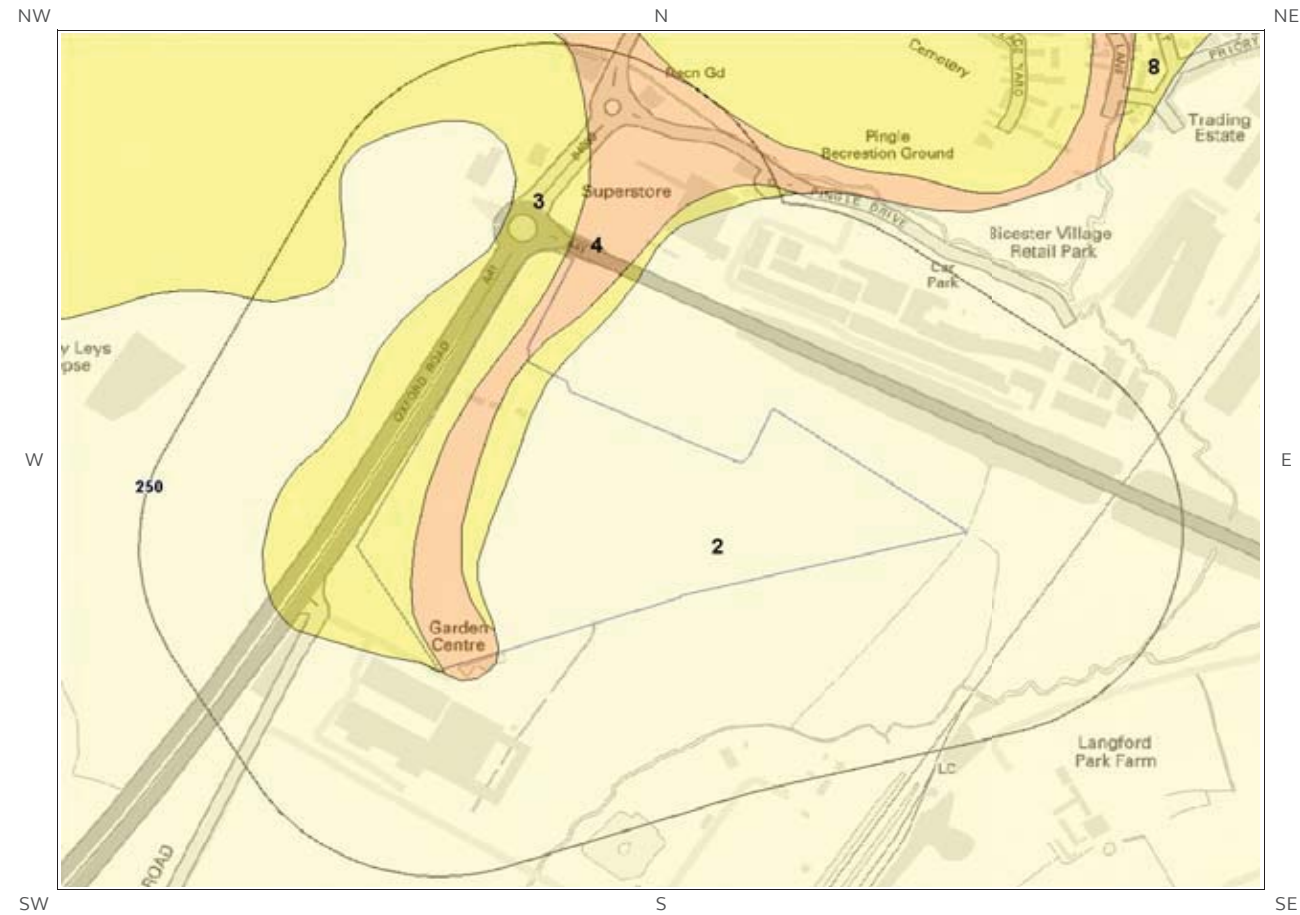 NW
N
NE
Cemetery
LANE
8
PRIORY
Recn Gd
Trading
Estate
Pingle
Recreation Ground
Superstore
3
PINGLE DRIVE
4
Bicester Village
Retail Park
Car
Park
A41
y Leys
pse
OXFORD ROAD
W
E
250
2
Garden
Centre
Langford
Park Farm
LC
ROAD
SW
S
SE